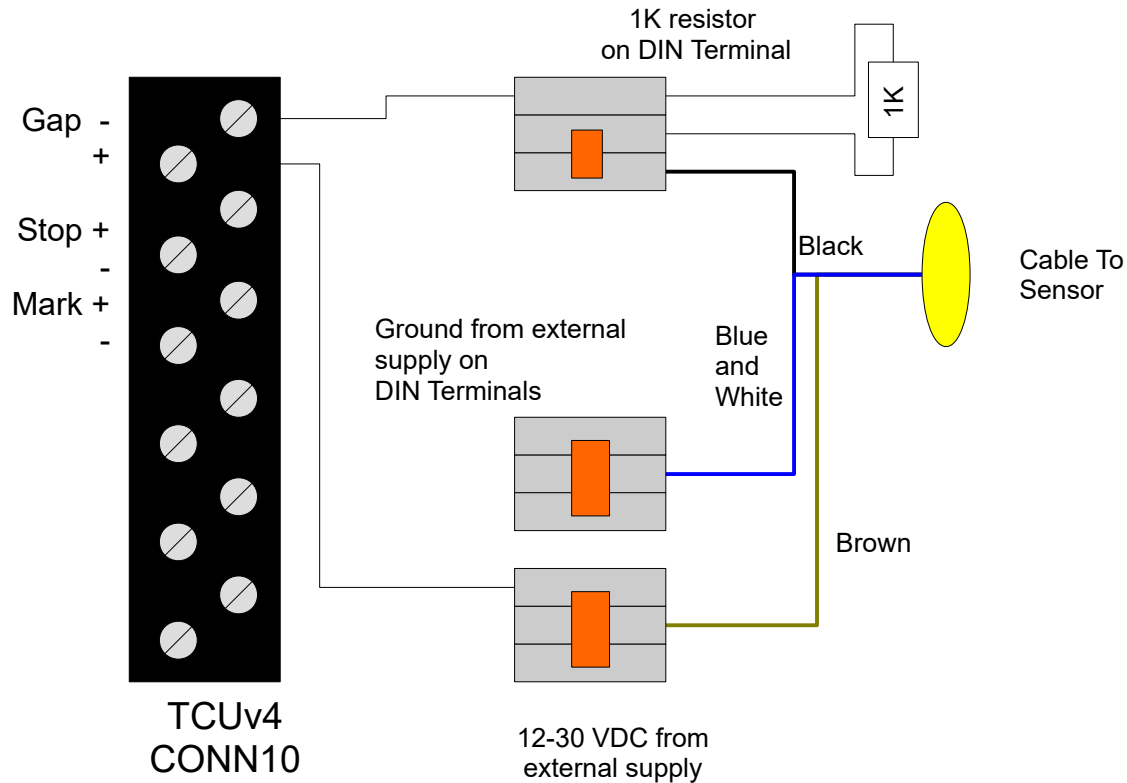 1K resistor
on DIN Terminal
1K
Gap -
+
Stop +
-
Mark +
-
Black
Cable To
Sensor
Ground from external
supply on
DIN Terminals
Blue
and
White
Brown
TCUv4
CONN10
12-30 VDC from
external supply